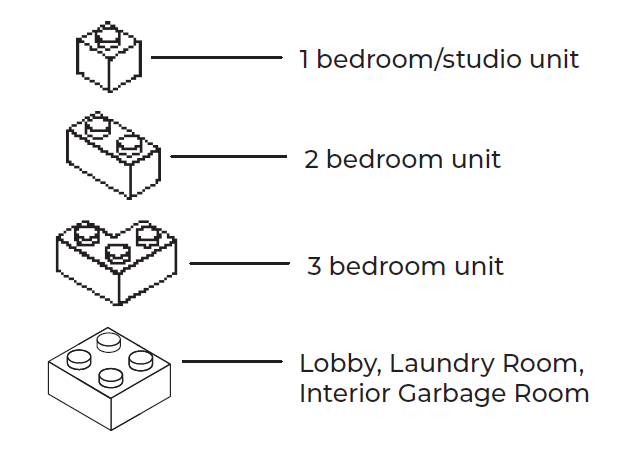 1 bedroom/studio unit
2 bedroom unit
3 bedroom unit
Lobby, Laundry Room,
Interior Garbage Room